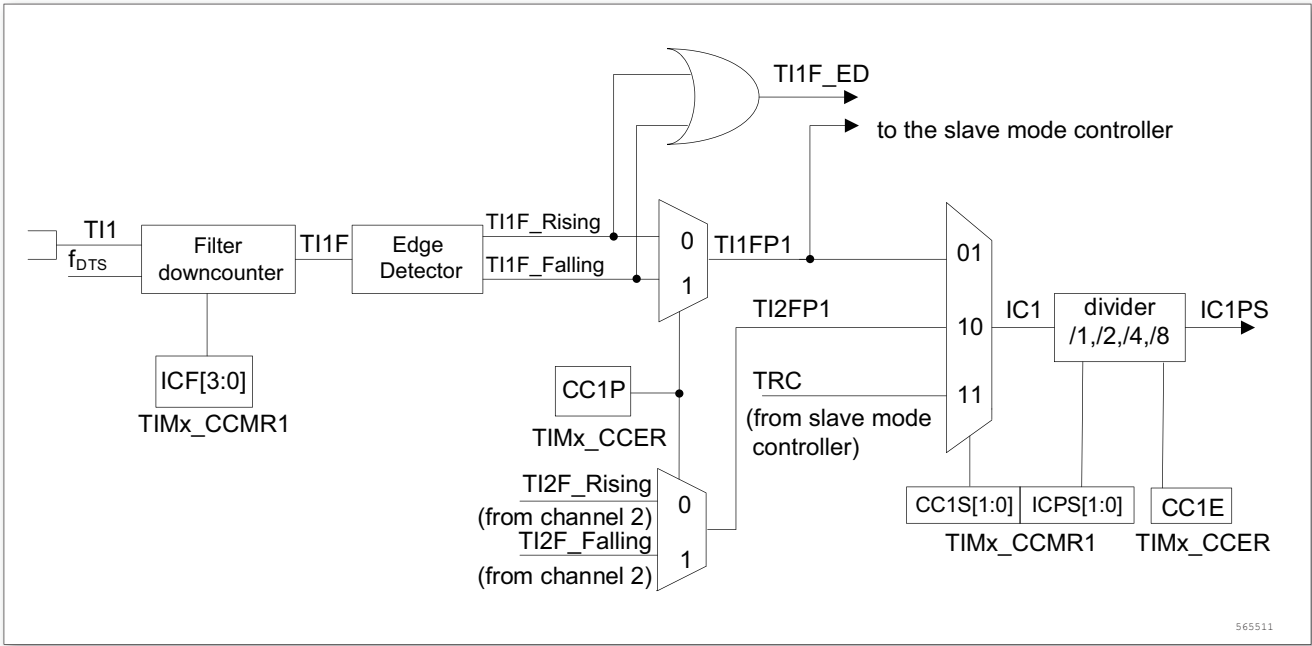 TI1F_ED
to the slave mode controller
TI1
f_DTS
Filter
downcounter
TI1F
Edge
Detector
TI1F_Rising
TI1F_Falling
0
1
TI1FP1
01
TI2FP1
10
TRC
11
(from slave mode
controller)
IC1
divider
/1,/2,/4,/8
IC1PS
ICF[3:0]
TIMx_CCMR1
CC1P
TIMx_CCER
TI2F_Rising
(from channel 2)
TI2F_Falling
(from channel 2)
0
1
CC1S[1:0]
ICPS[1:0]
TIMx_CCMR1
CC1E
TIMx_CCER
565511